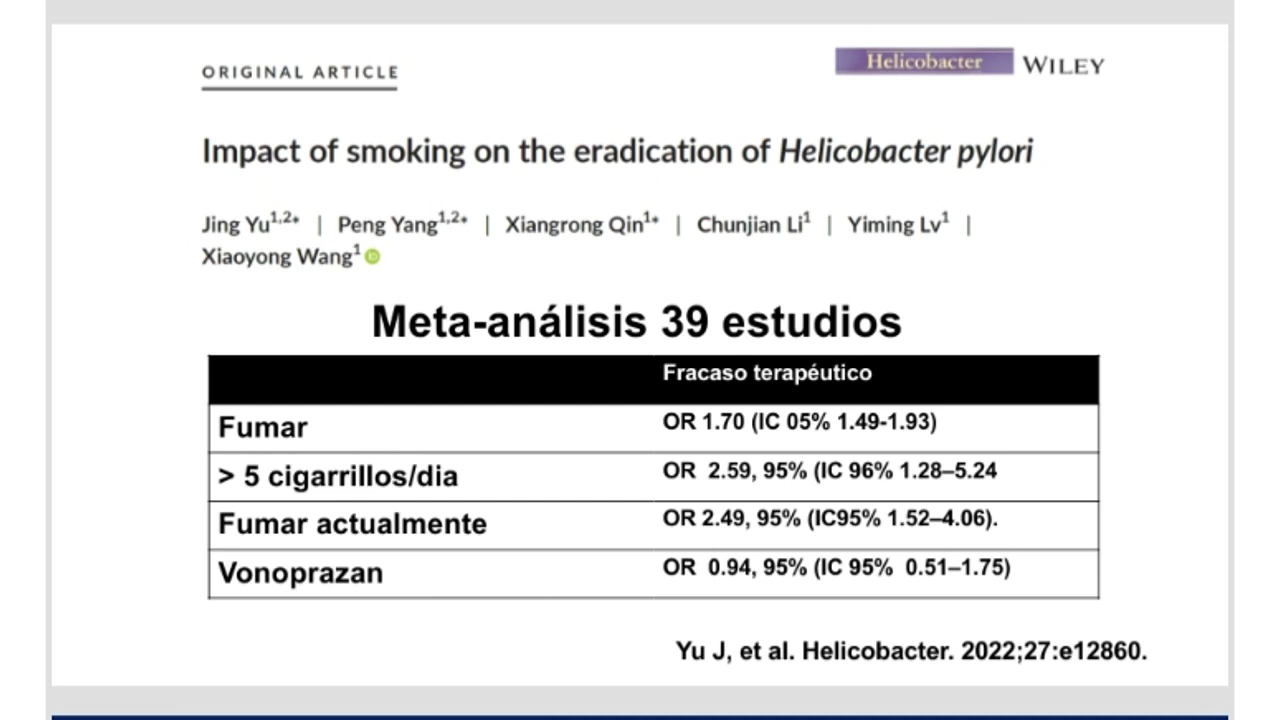 ORIGINAL ARTICLE
Helicobacter WILEY
Impact of smoking on the eradication of Helicobacter pylori
Jing Yu1,2* | Peng Yang1,2* | Xiangrong Qin1* | Chunjian Li1 | Yiming Lv1 |
Xiaoyong Wang1
Meta-análisis 39 estudios
Fracaso terapéutico
Fumar OR 1.70 (IC 05% 1.49-1.93)
> 5 cigarrillos/dia OR 2.59, 95% (IC 96% 1.28–5.24
Fumar actualmente OR 2.49, 95% (IC95% 1.52–4.06).
Vonoprazan OR 0.94, 95% (IC 95% 0.51–1.75)
Yu J, et al. Helicobacter. 2022;27:e12860.